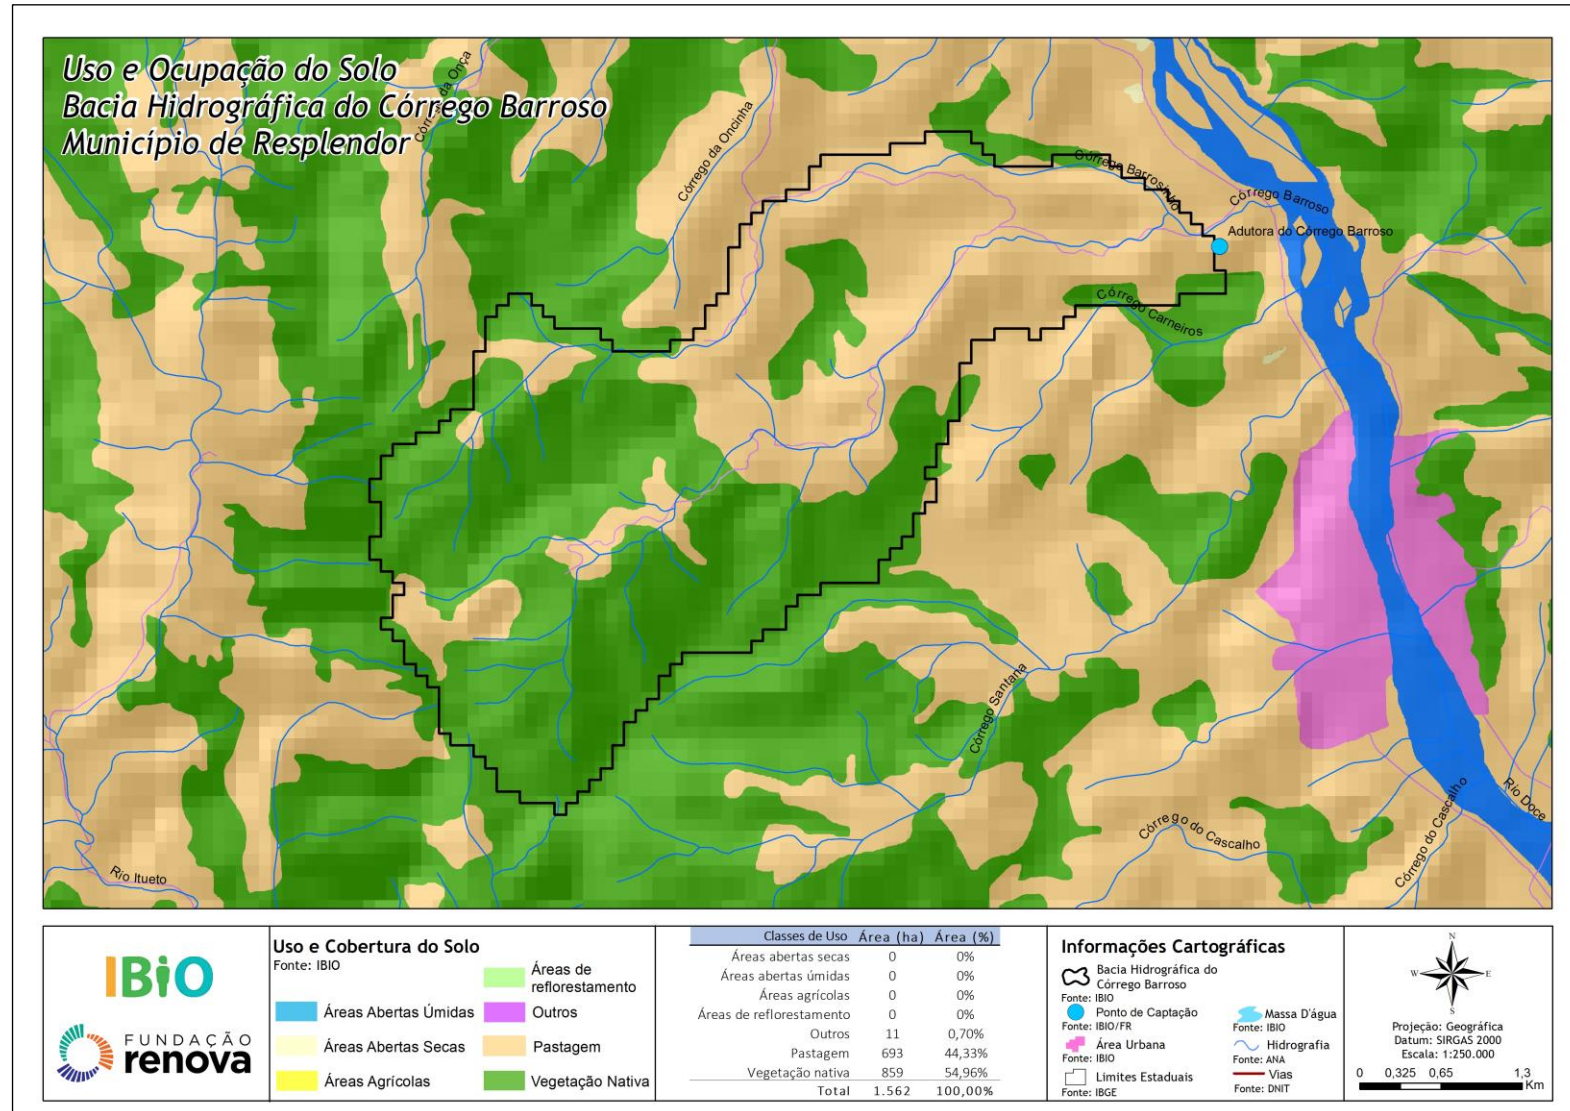 Uso e Ocupação do Solo
Bacia Hidrográfica do Córrego Barroso
Município de Resplendor
Córrego da Oncinha
Córrego Barrosinho
Córrego Barroso
Adutora do Córrego Barroso
Córrego Carneiros
Córrego Santana
Córrego do Cascalho
Córrego do Cascalho
Rio Doce
Rio Itueto
IBiO
FUNDAÇÃO
renova
Uso e Cobertura do Solo
Fonte: IBIO
Áreas Abertas Úmidas
Áreas Abertas Secas
Áreas Agrícolas
Áreas de
reflorestamento
Outros
Pastagem
Vegetação Nativa
Classes de Uso Área (ha) Área (%)
Áreas abertas secas 0 0%
Áreas abertas úmidas 0 0%
Áreas agrícolas 0 0%
Áreas de reflorestamento 0 0%
Outros 11 0,70%
Pastagem 693 44,33%
Vegetação nativa 859 54,96%
Total 1.562 100,00%
Informações Cartográficas
Bacia Hidrográfica do
Córrego Barroso
Fonte: IBIO
Ponto de Captação
Fonte: IBIO/FR
Área Urbana
Fonte: IBIO
Limites Estaduais
Fonte: IBGE
Massa D'água
Fonte: IBIO
Hidrografia
Fonte: ANA
Vias
Fonte: DNIT
N
W E
S
Projeção: Geográfica
Datum: SIRGAS 2000
Escala: 1:250.000
0 0,325 0,65 1,3
Km